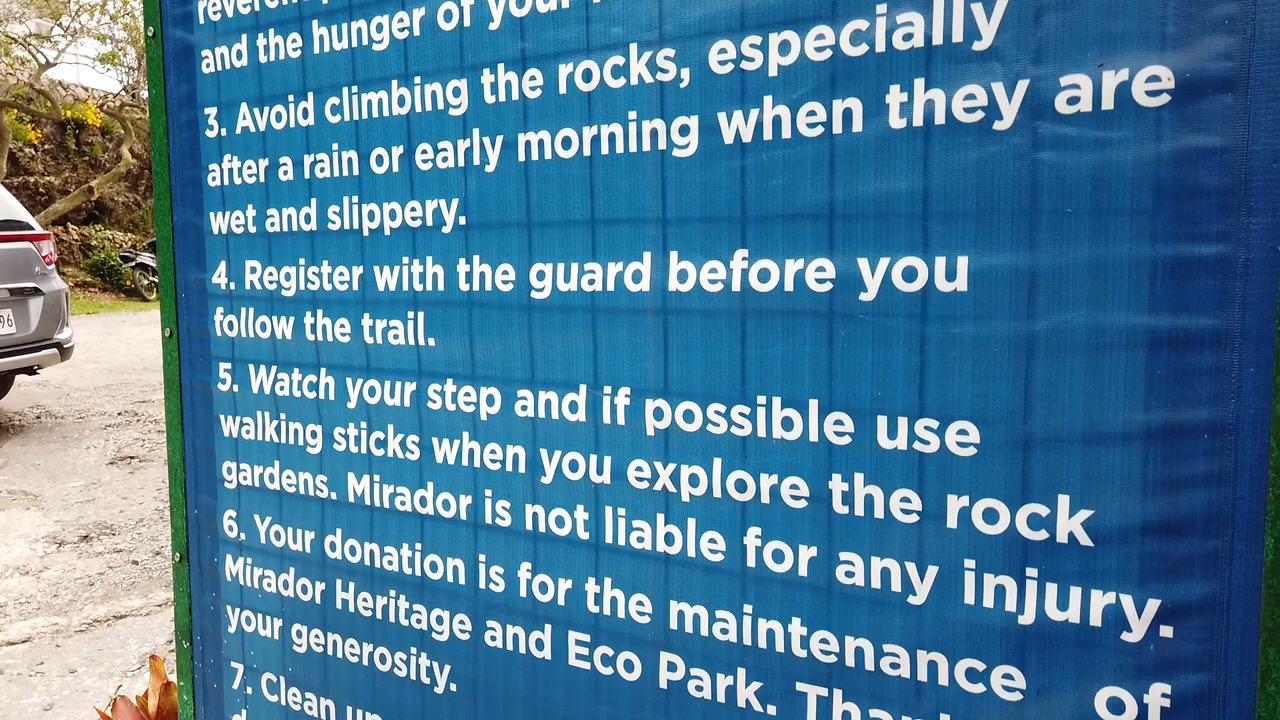 and the hunger of your
3. Avoid climbing the rocks, especially
after a rain or early morning when they are
wet and slippery.
4. Register with the guard before you
follow the trail.
5. Watch your step and if possible use
walking sticks when you explore the rock
gardens. Mirador is not liable for any injury.
6. Your donation is for the maintenance of
Mirador Heritage and Eco Park.
your generosity.
7. Clean
96